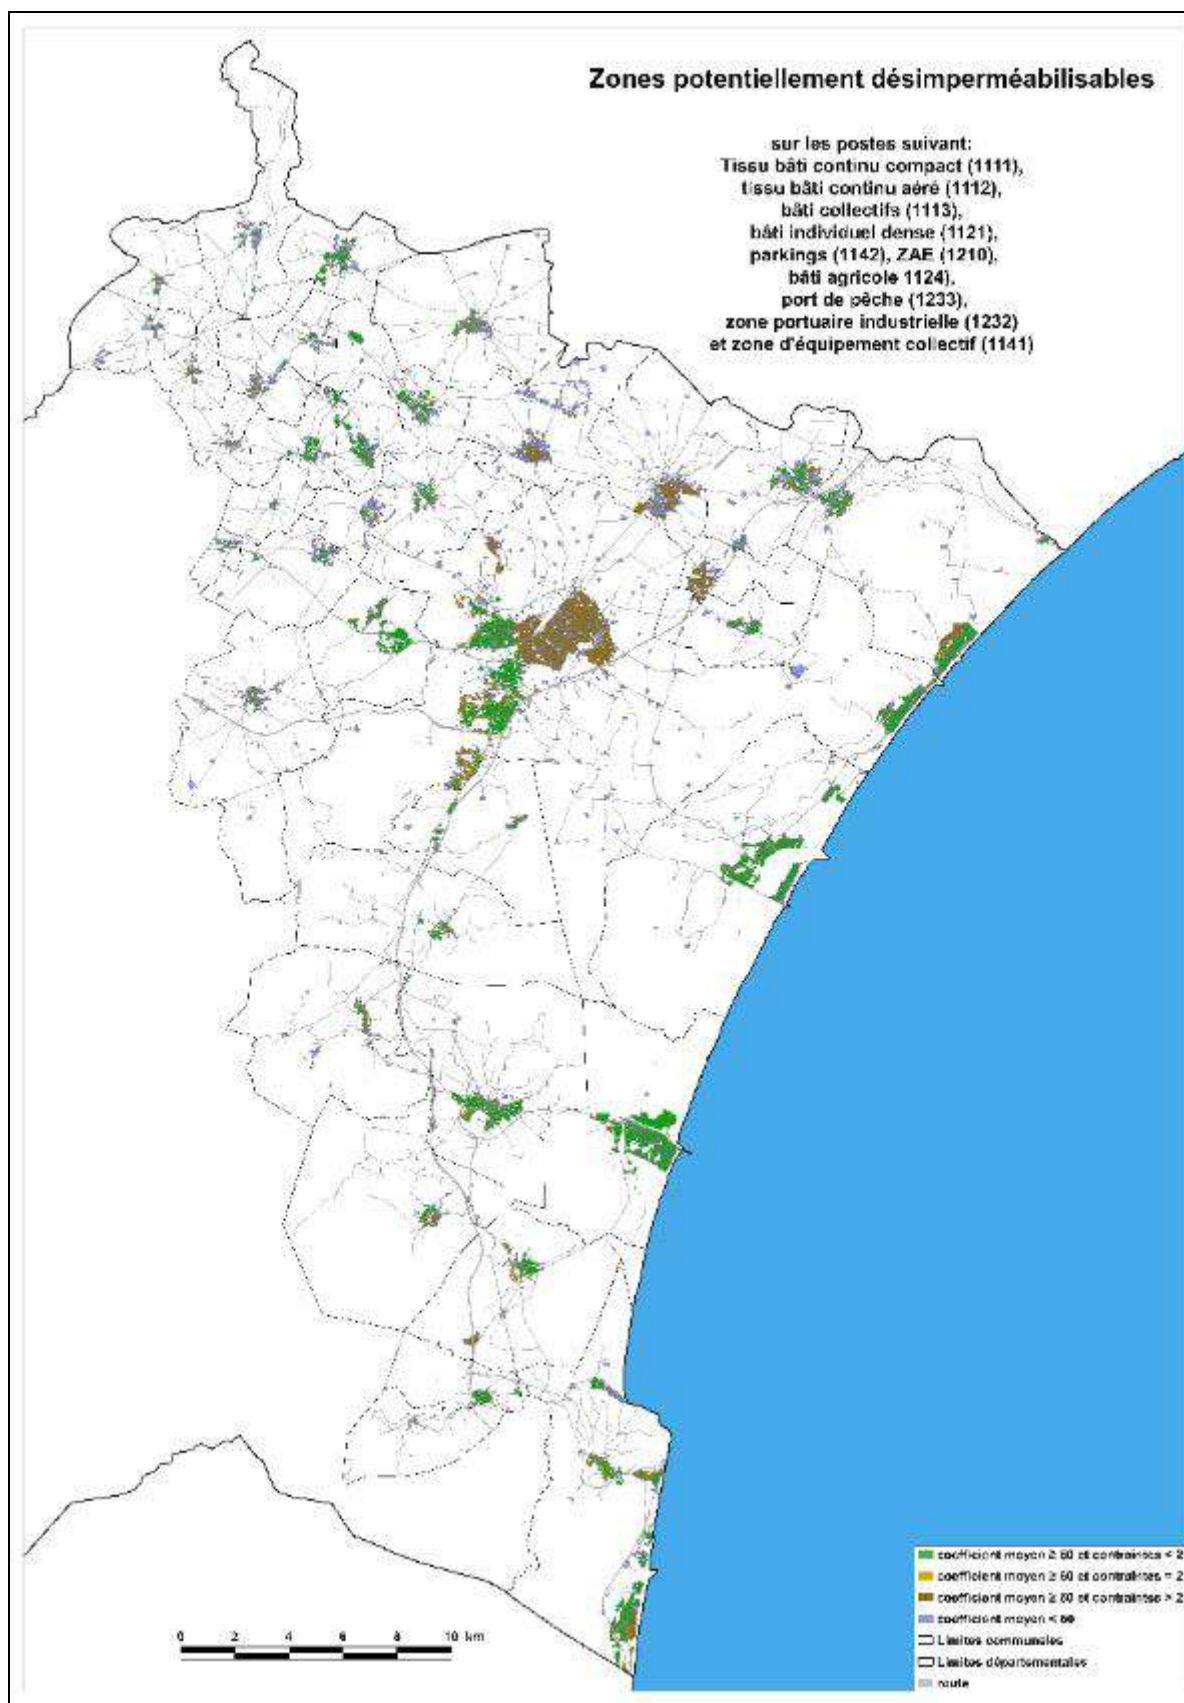 Zones potentiellement désimperméabilisables
sur les postes suivant:
Tissu bâti continu compact (1111),
tissu bâti continu aéré (1112),
bâti collectifs (1113),
bâti individuel dense (1121),
parkings (1142), ZAE (1210),
bâti agricole 1124),
port de pêche (1233),
zone portuaire industrielle (1232)
et zone d'équipement collectif (1141)
coefficient moyen ≥ 60 et contraintes < 2
coefficient moyen ≥ 60 et contraintes = 2
coefficient moyen ≥ 60 et contraintes > 2
coefficient moyen < 60
Limites communales
Limites départementales
route
0 2 4 6 8 10 km